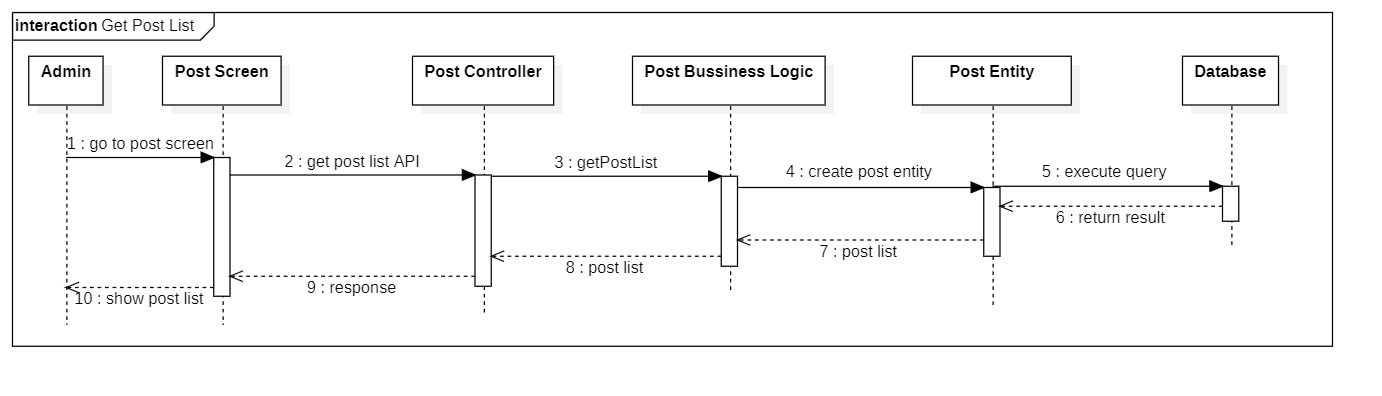 interaction Get Post List
Admin
Post Screen
Post Controller
Post Bussiness Logic
Post Entity
Database
1 : go to post screen
2 : get post list API
3 : getPostList
4 : create post entity
5 : execute query
6 : return result
7 : post list
8 : post list
9 : response
10 : show post list